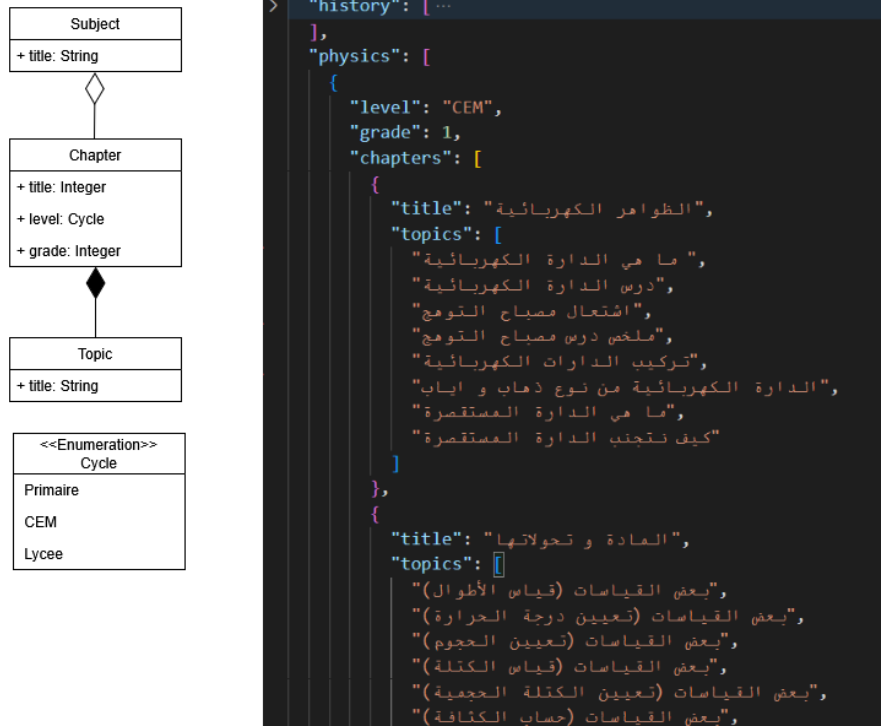 Subject
+ title: String
Chapter
+ title: Integer
+ level: Cycle
+ grade: Integer
Topic
+ title: String
<<Enumeration>>
Cycle
Primaire
CEM
Lycee
"history": [ ...
],
"physics": [
{
"level": "CEM",
"grade": 1,
"chapters": [
{
"title": "الظواهر الكهربائية",
"topics": [
" ما هي الدارة الكهربائية",
"درس الدارة الكهربائية",
"اشتعال مصباح التوهج",
"ملخص درس مصباح التوهج",
"تركيب الدارات الكهربائية",
"الدارة الكهربائية من نوع ذهاب و اياب",
"ما هي الدارة المستقصرة",
"كيف نتجنب الدارة المستقصرة"
]
},
{
"title": "المادة و تحولاتها",
"topics": [
"بعض القياسات (قياس الأطوال)",
"بعض القياسات (تعيين درجة الحرارة)",
"بعض القياسات (تعيين الحجوم)",
"بعض القياسات (قياس الكتلة)",
"بعض القياسات (تعيين الكتلة الحجمية)",
"بعض القياسات (حساب الكثافة)",